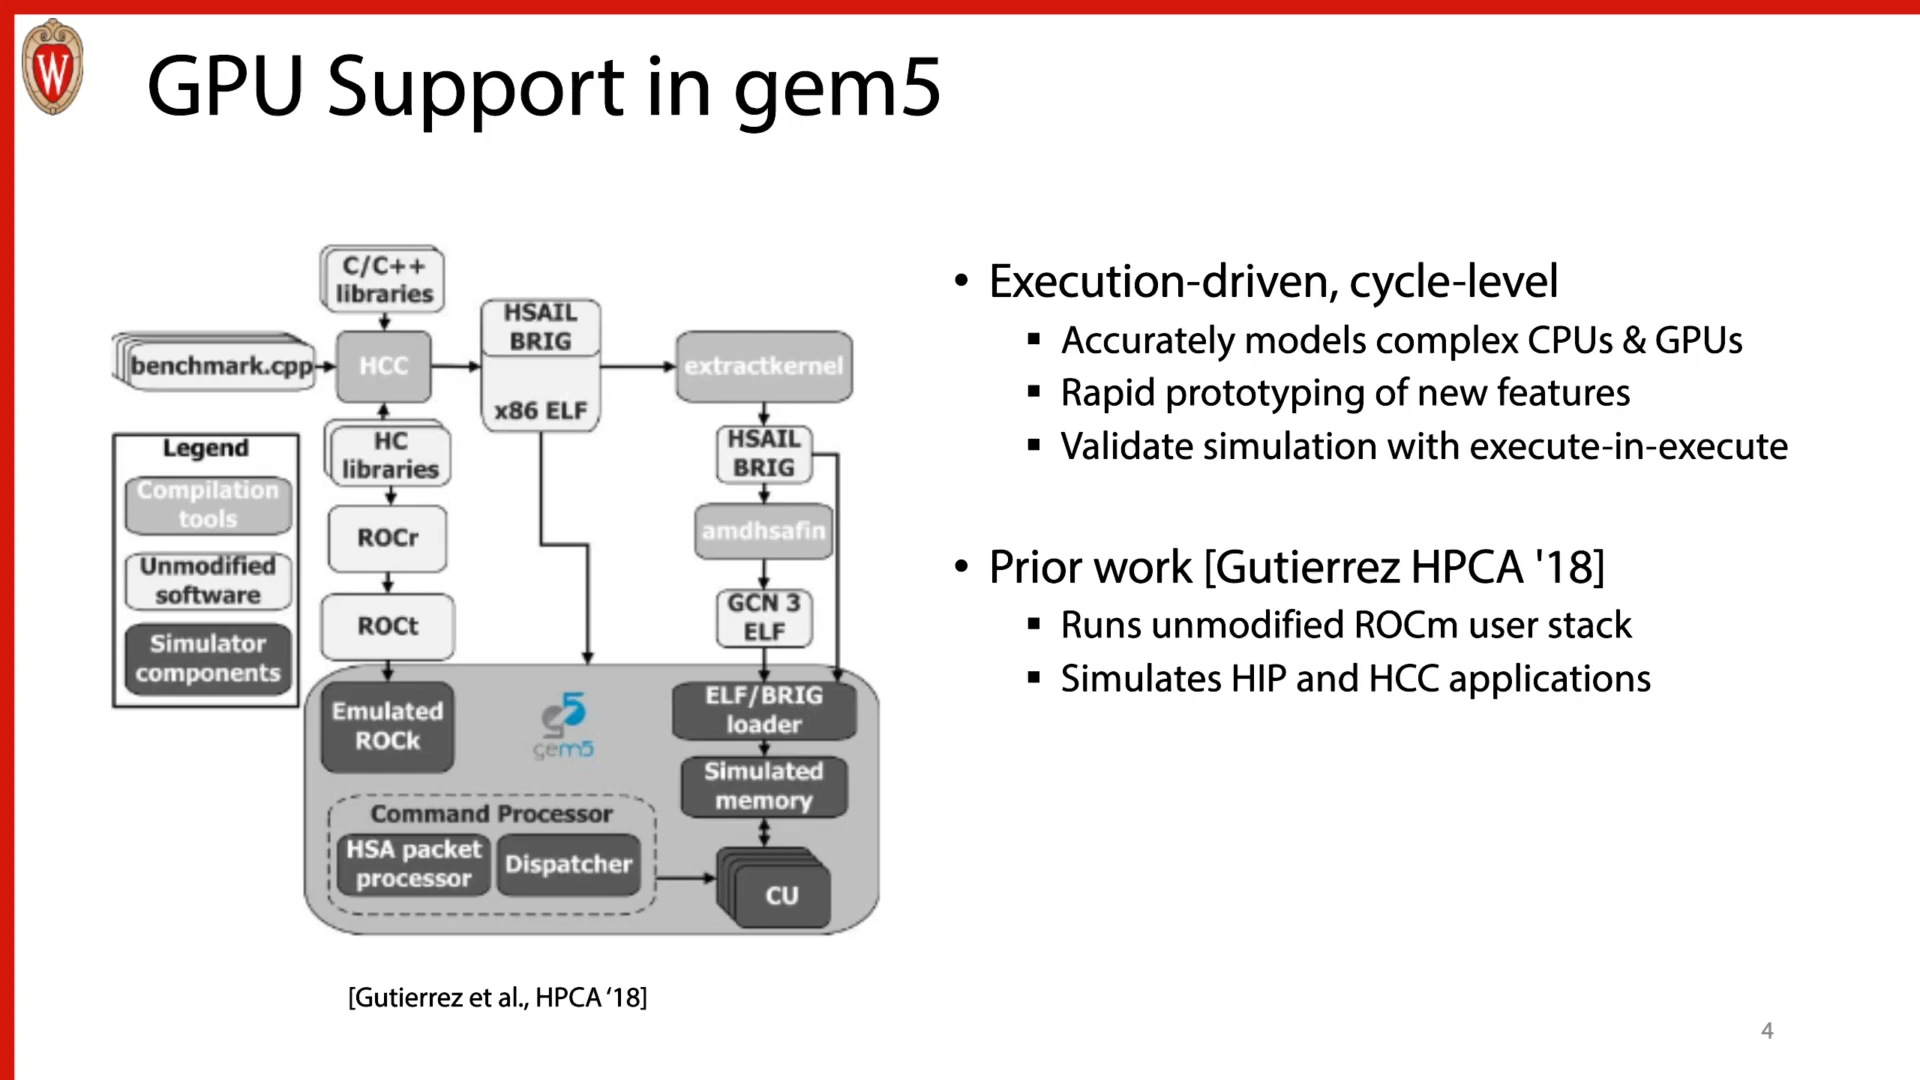 W
GPU Support in gem5
C/C++
libraries
benchmark.cpp
HCC
HSAIL
BRIG
x86 ELF
extractkernel
HC
libraries
HSAIL
BRIG
Legend
Compilation
tools
Unmodified
software
Simulator
components
ROCr
amdhsafin
ROCt
GCN 3
ELF
Emulated
ROCk
gem5
ELF/BRIG
loader
Simulated
memory
Command Processor
HSA packet
processor
Dispatcher
CU
[Gutierrez et al., HPCA ‘18]
• Execution-driven, cycle-level
▪ Accurately models complex CPUs & GPUs
▪ Rapid prototyping of new features
▪ Validate simulation with execute-in-execute
• Prior work [Gutierrez HPCA '18]
▪ Runs unmodified ROCm user stack
▪ Simulates HIP and HCC applications
4